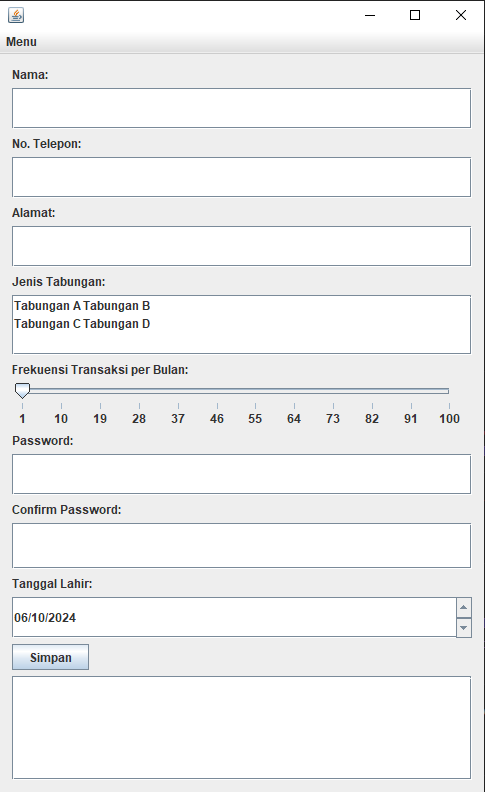 Menu
Nama:
No. Telepon:
Alamat:
Jenis Tabungan:
Tabungan A Tabungan B
Tabungan C Tabungan D
Frekuensi Transaksi per Bulan:
1 10 19 28 37 46 55 64 73 82 91 100
Password:
Confirm Password:
Tanggal Lahir:
06/10/2024
Simpan